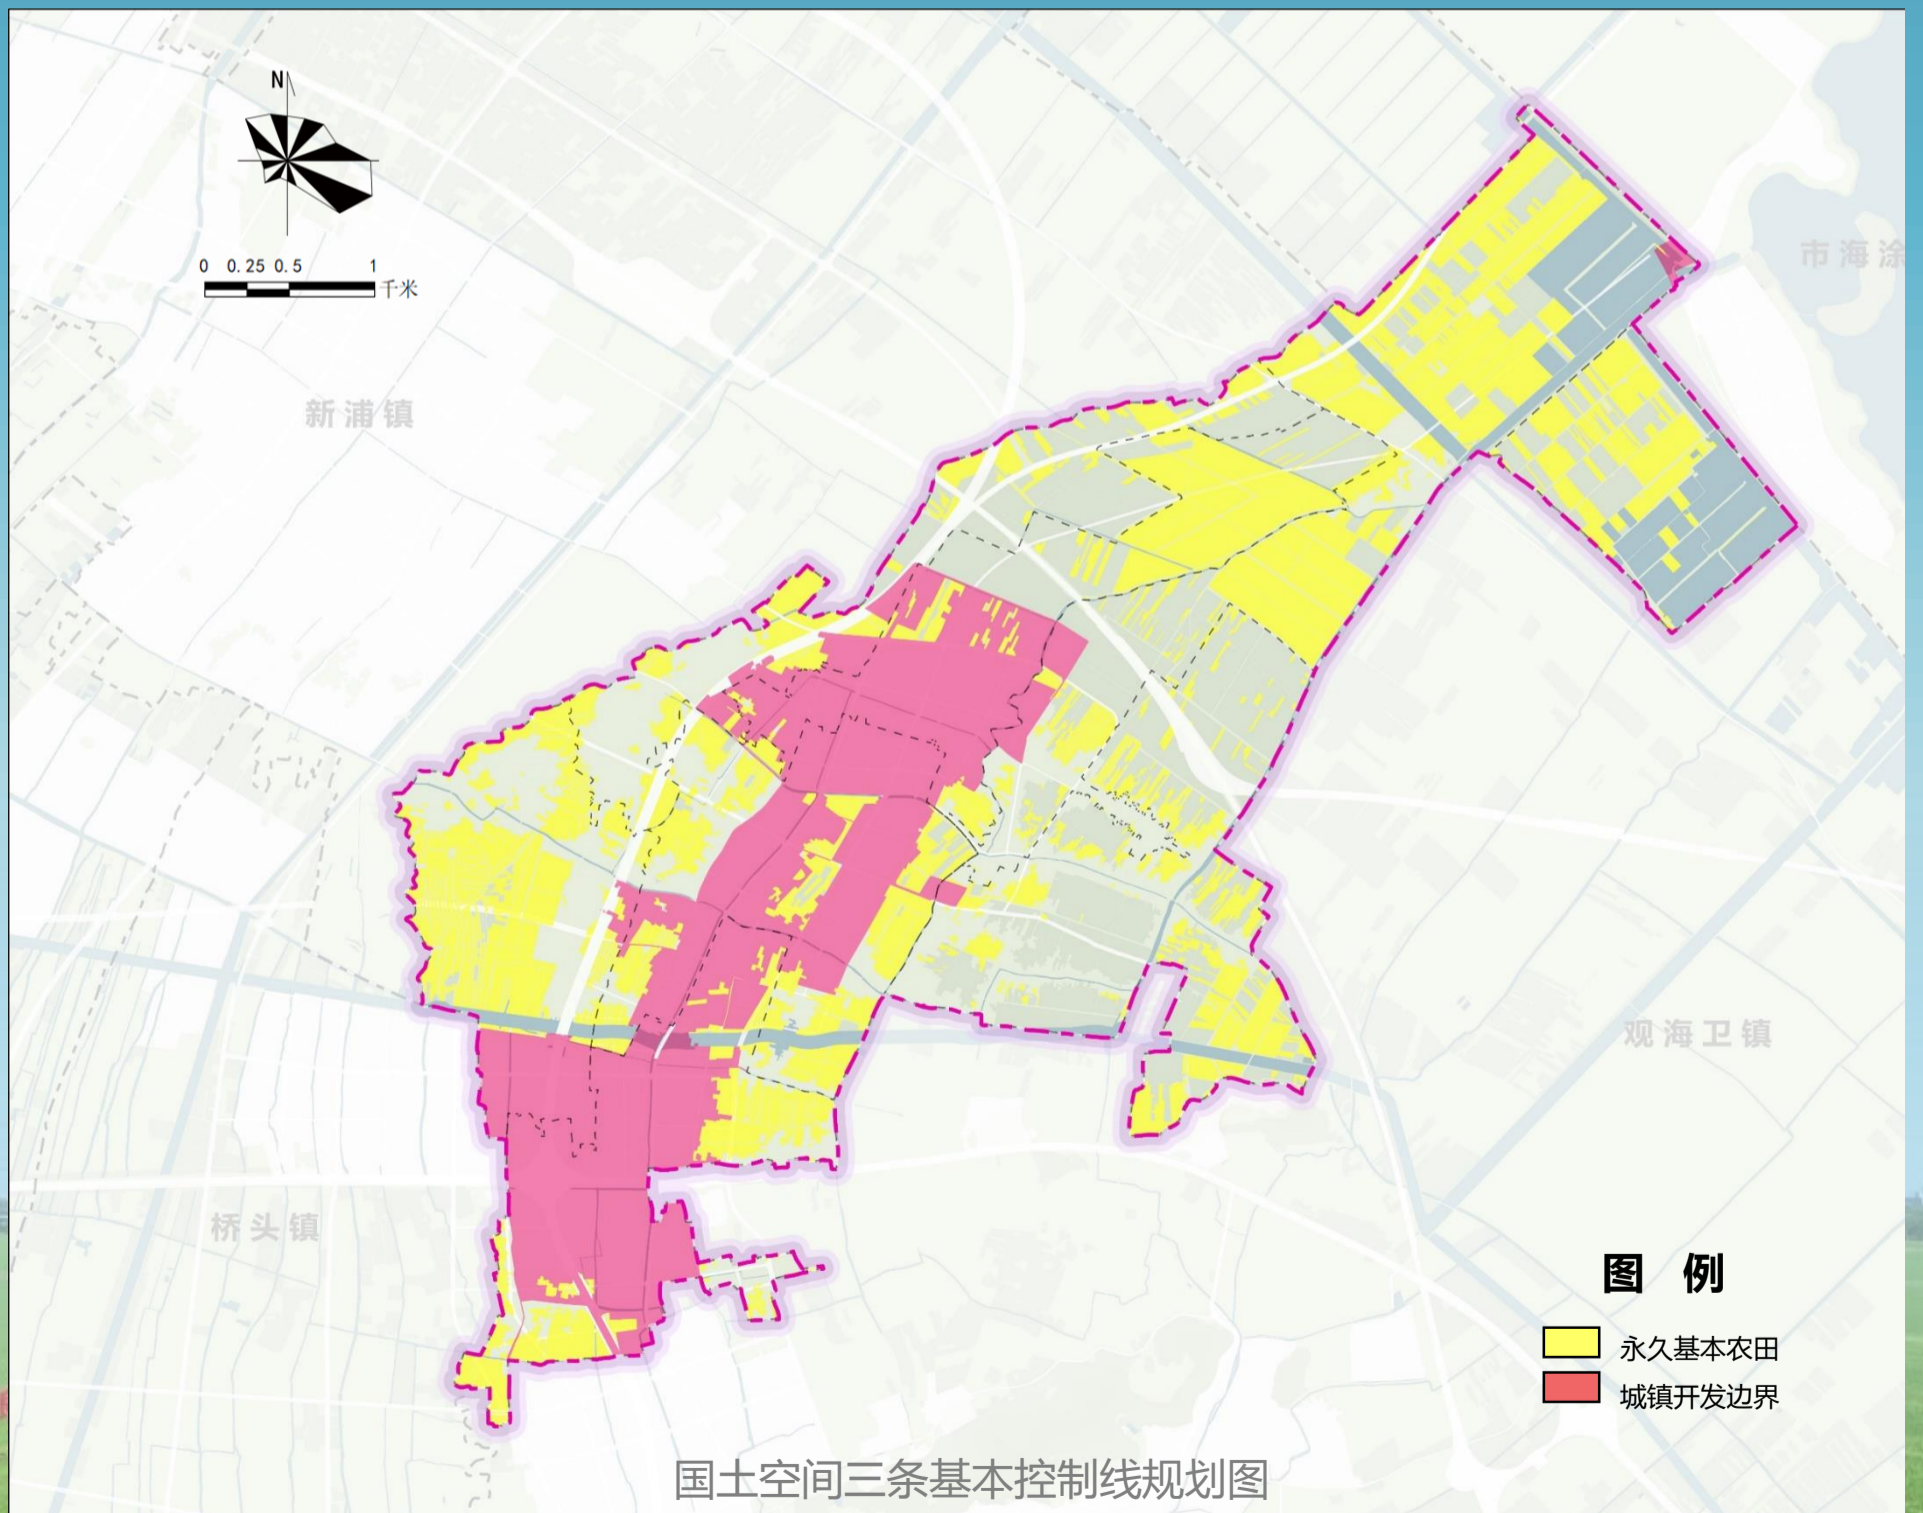 N
0 0.25 0.5 1
千米
市海涂
新浦镇
观海卫镇
桥头镇
图 例
永久基本农田
城镇开发边界
国土空间三条基本控制线规划图